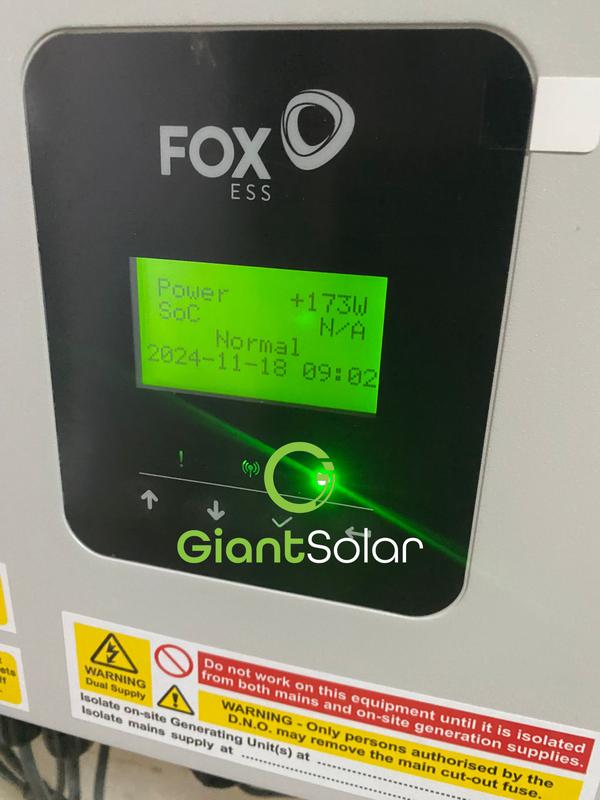 FOX
ESS
Power +173W
SoC N/A
Normal
2024-11-18 09:02
!
GiantSolar
WARNING
Dual Supply
Do not work on this equipment until it is isolated
from both mains and on-site generation supplies.
WARNING - Only persons authorised by the
D.N.O. may remove the main cut-out fuse.
Isolate on-site Generating Unit(s) at
Isolate mains supply at